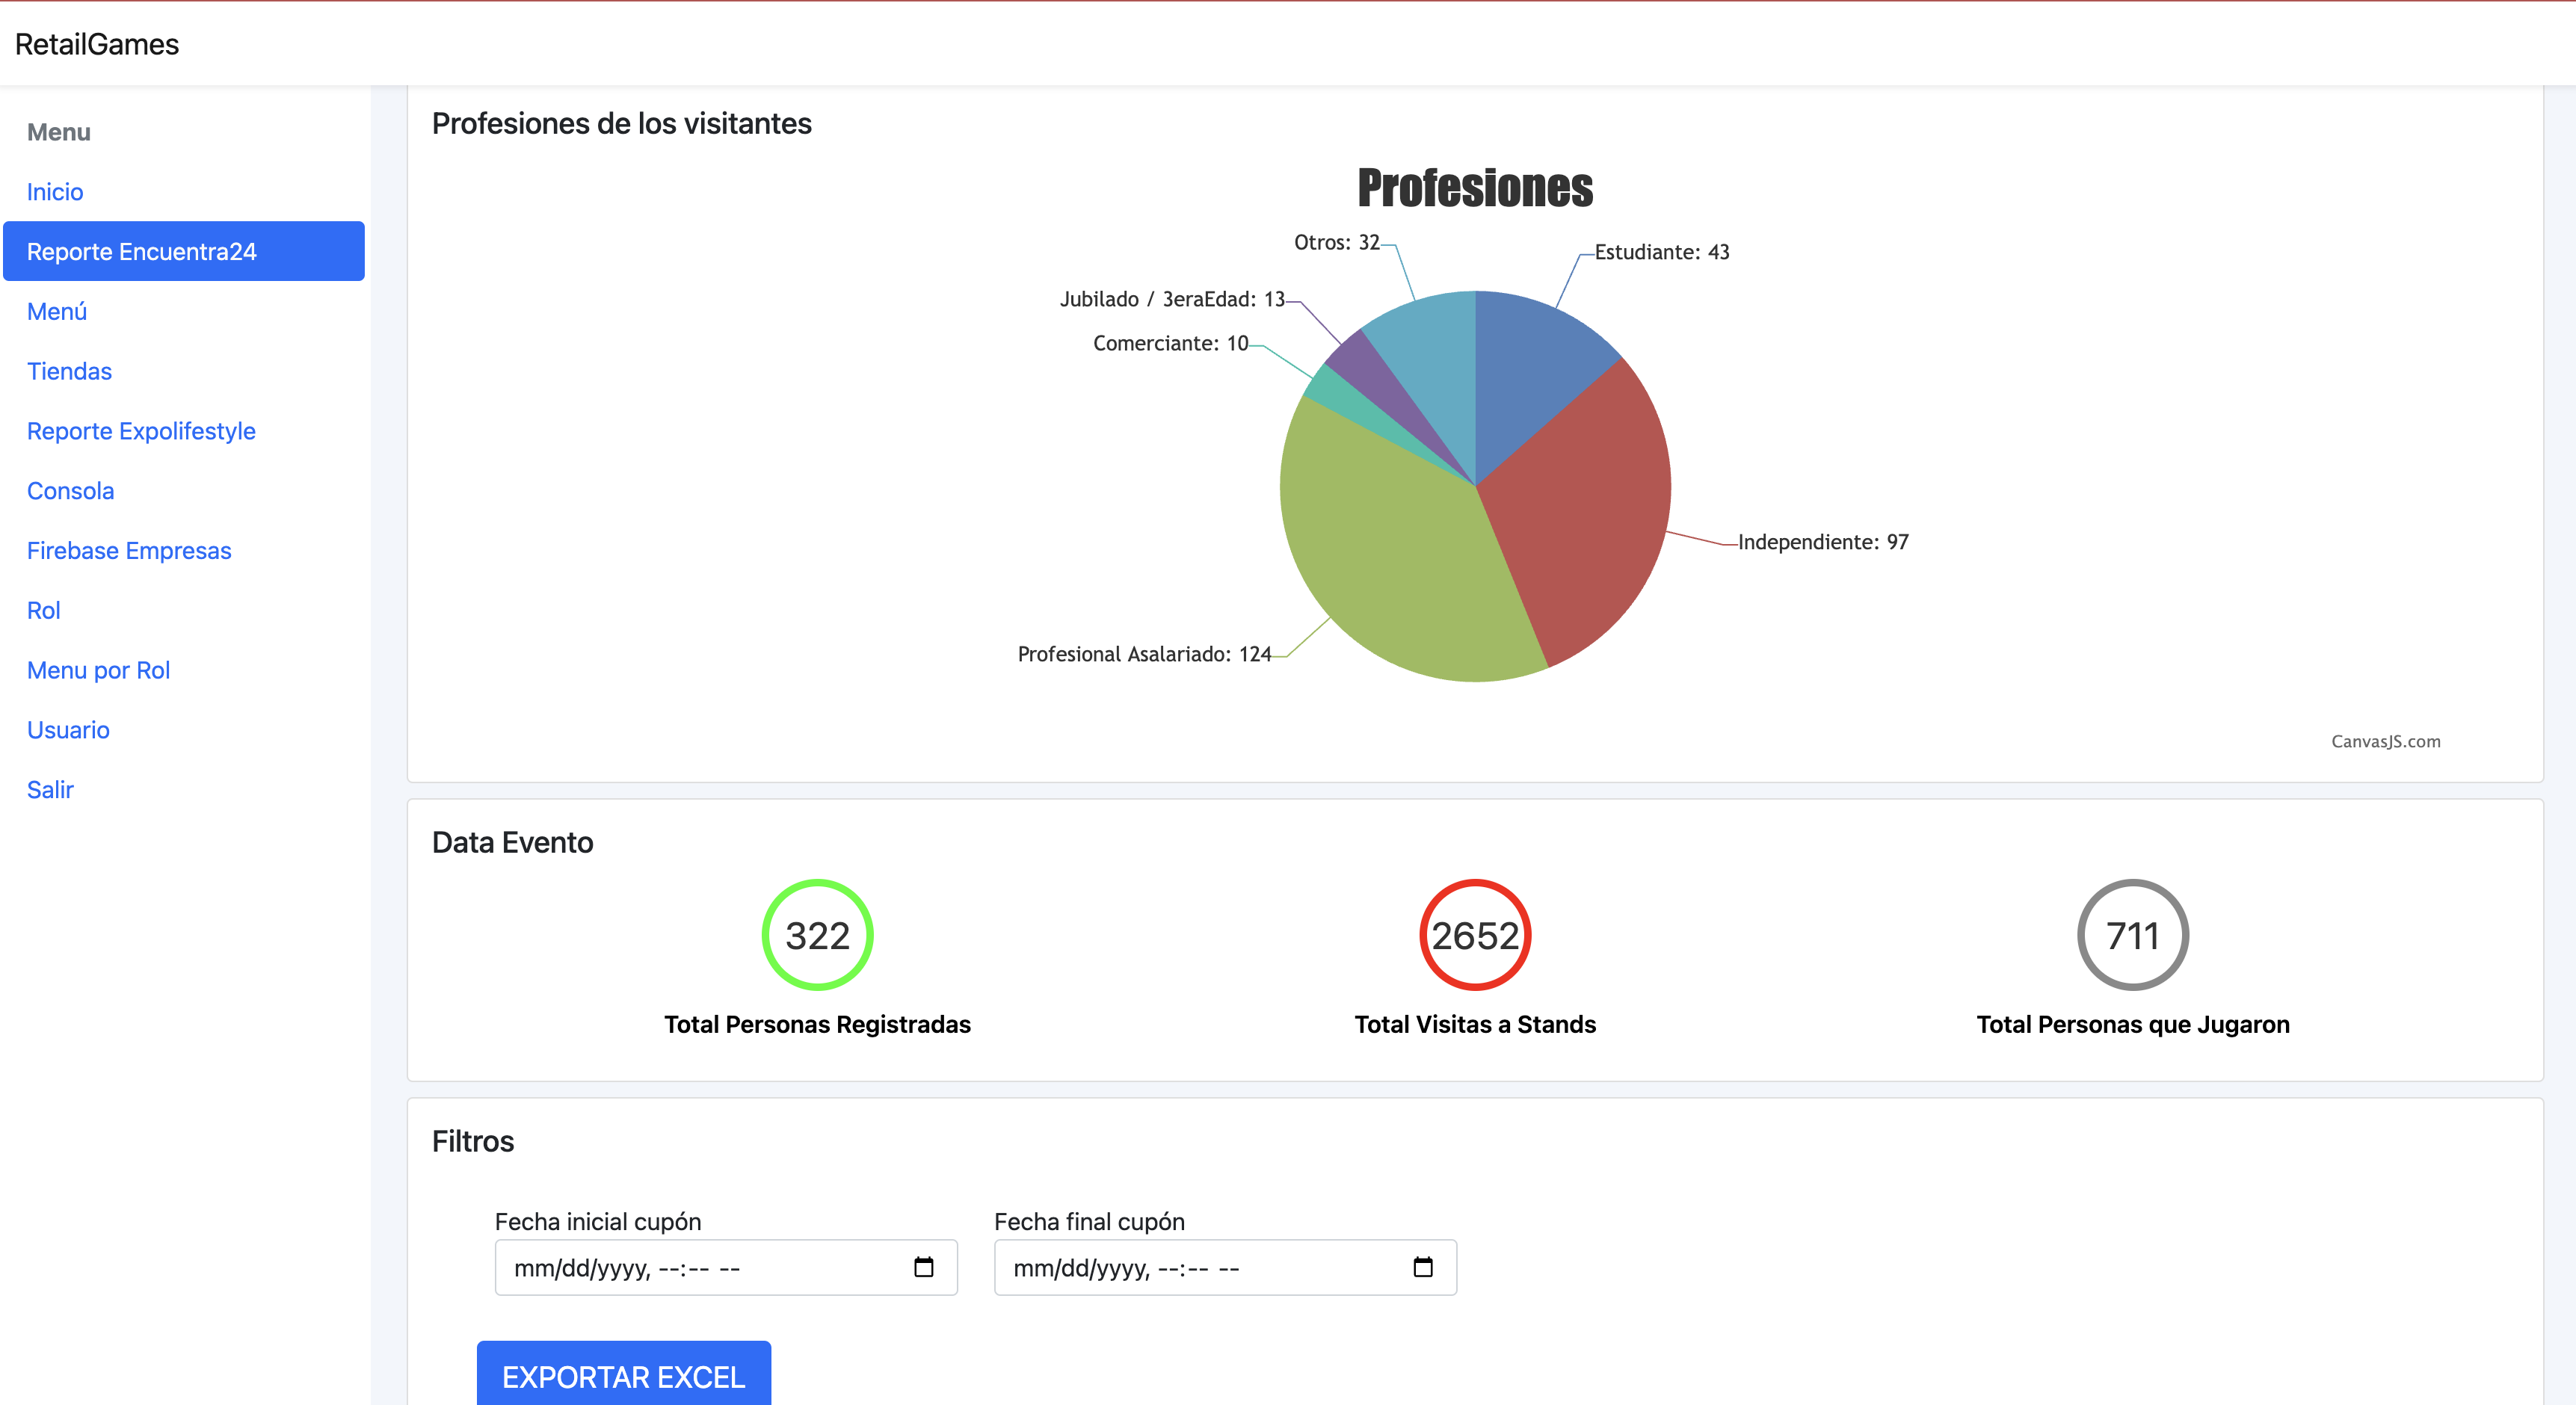 RetailGames
Menu
Inicio
Reporte Encuentra24
Menú
Tiendas
Reporte Expolifestyle
Consola
Firebase Empresas
Rol
Menu por Rol
Usuario
Salir
Profesiones de los visitantes
Profesiones
Otros: 32
Estudiante: 43
Jubilado / 3eraEdad: 13
Comerciante: 10
Independiente: 97
Profesional Asalariado: 124
CanvasJS.com
Data Evento
322
Total Personas Registradas
2652
Total Visitas a Stands
711
Total Personas que Jugaron
Filtros
Fecha inicial cupón
mm/dd/yyyy, --:-- --
Fecha final cupón
mm/dd/yyyy, --:-- --
EXPORTAR EXCEL